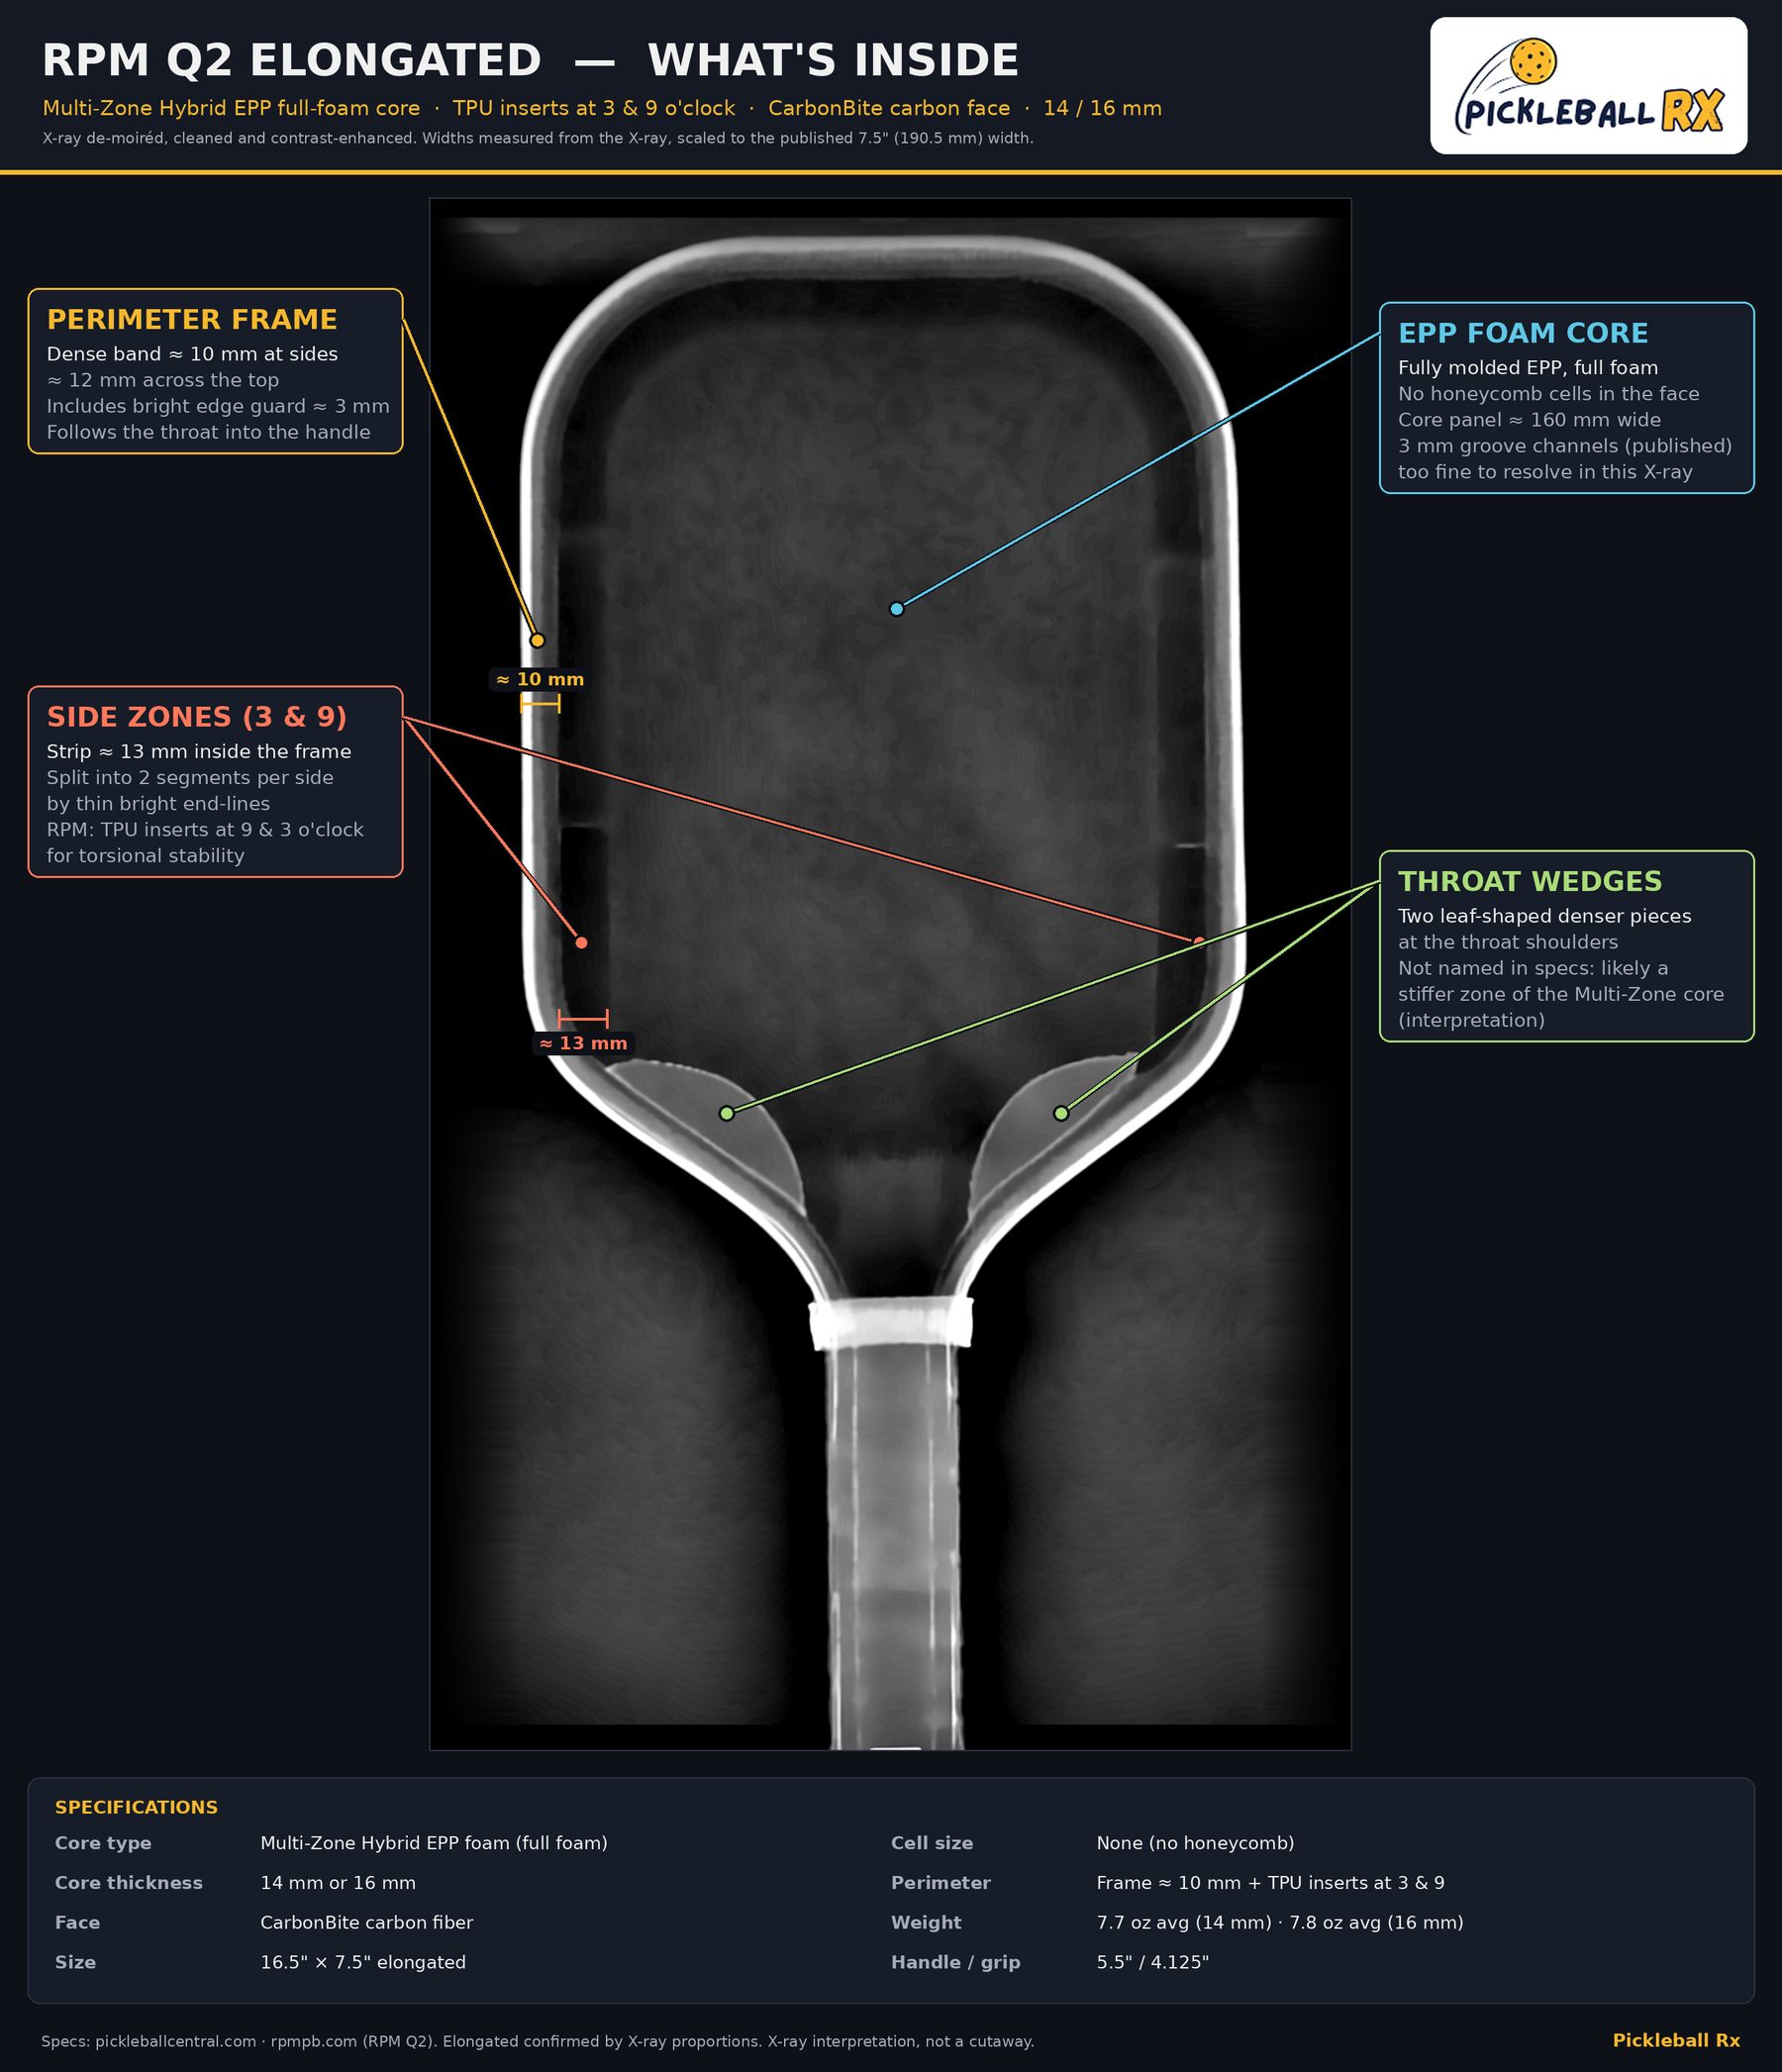 RPM Q2 ELONGATED — WHAT'S INSIDE
Multi-Zone Hybrid EPP full-foam core · TPU inserts at 3 & 9 o'clock · CarbonBite carbon face · 14 / 16 mm
X-ray de-moiréd, cleaned and contrast-enhanced. Widths measured from the X-ray, scaled to the published 7.5" (190.5 mm) width.
PICKLEBALL RX
PERIMETER FRAME
Dense band ≈ 10 mm at sides
≈ 12 mm across the top
Includes bright edge guard ≈ 3 mm
Follows the throat into the handle
EPP FOAM CORE
Fully molded EPP, full foam
No honeycomb cells in the face
Core panel ≈ 160 mm wide
3 mm groove channels (published)
too fine to resolve in this X-ray
≈ 10 mm
SIDE ZONES (3 & 9)
Strip ≈ 13 mm inside the frame
Split into 2 segments per side
by thin bright end-lines
RPM: TPU inserts at 9 & 3 o'clock
for torsional stability
≈ 13 mm
THROAT WEDGES
Two leaf-shaped denser pieces
at the throat shoulders
Not named in specs: likely a
stiffer zone of the Multi-Zone core
(interpretation)
SPECIFICATIONS
Core type Multi-Zone Hybrid EPP foam (full foam)
Cell size None (no honeycomb)
Core thickness 14 mm or 16 mm
Perimeter Frame ≈ 10 mm + TPU inserts at 3 & 9
Face CarbonBite carbon fiber
Weight 7.7 oz avg (14 mm) · 7.8 oz avg (16 mm)
Size 16.5" × 7.5" elongated
Handle / grip 5.5" / 4.125"
Specs: pickleballcentral.com · rpmpb.com (RPM Q2). Elongated confirmed by X-ray proportions. X-ray interpretation, not a cutaway.
Pickleball Rx